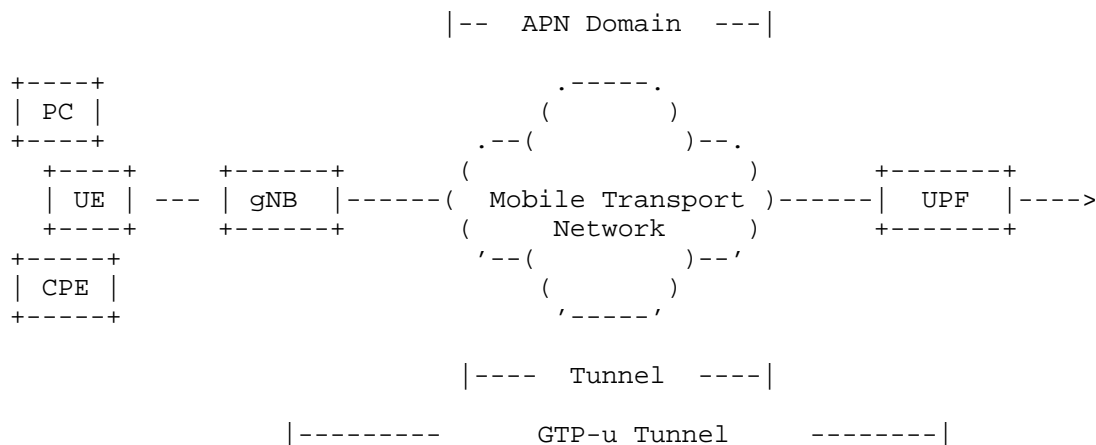 |-- APN Domain ---|
PC
UE --- gNB Mobile Transport UPF
Network
CPE
|---- Tunnel ----|
|--------- GTP-u Tunnel --------|